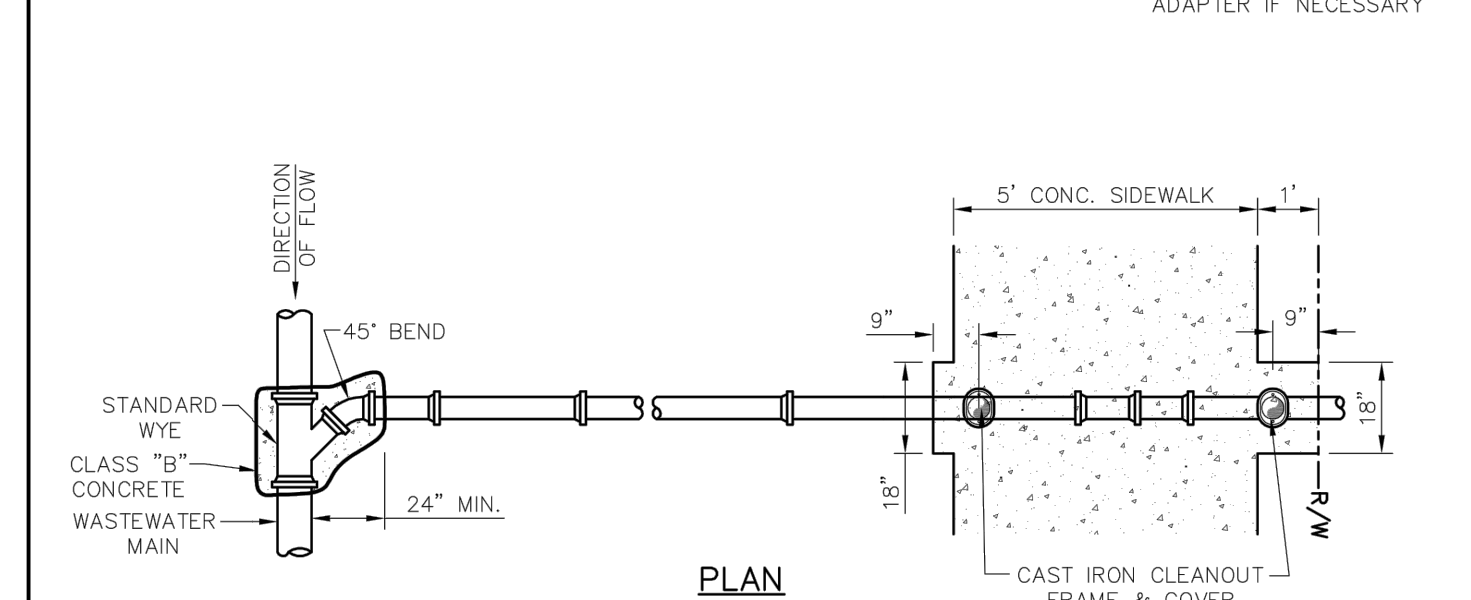 ADAPTER IF NECESSARY
DIRECTION
OF FLOW
5' CONC. SIDEWALK
1'
9"
9"
45° BEND
STANDARD
WYE
CLASS "B"
CONCRETE
WASTEWATER
MAIN
24" MIN.
18"
18"
R/W
PLAN
CAST IRON CLEANOUT
FRAME & COVER